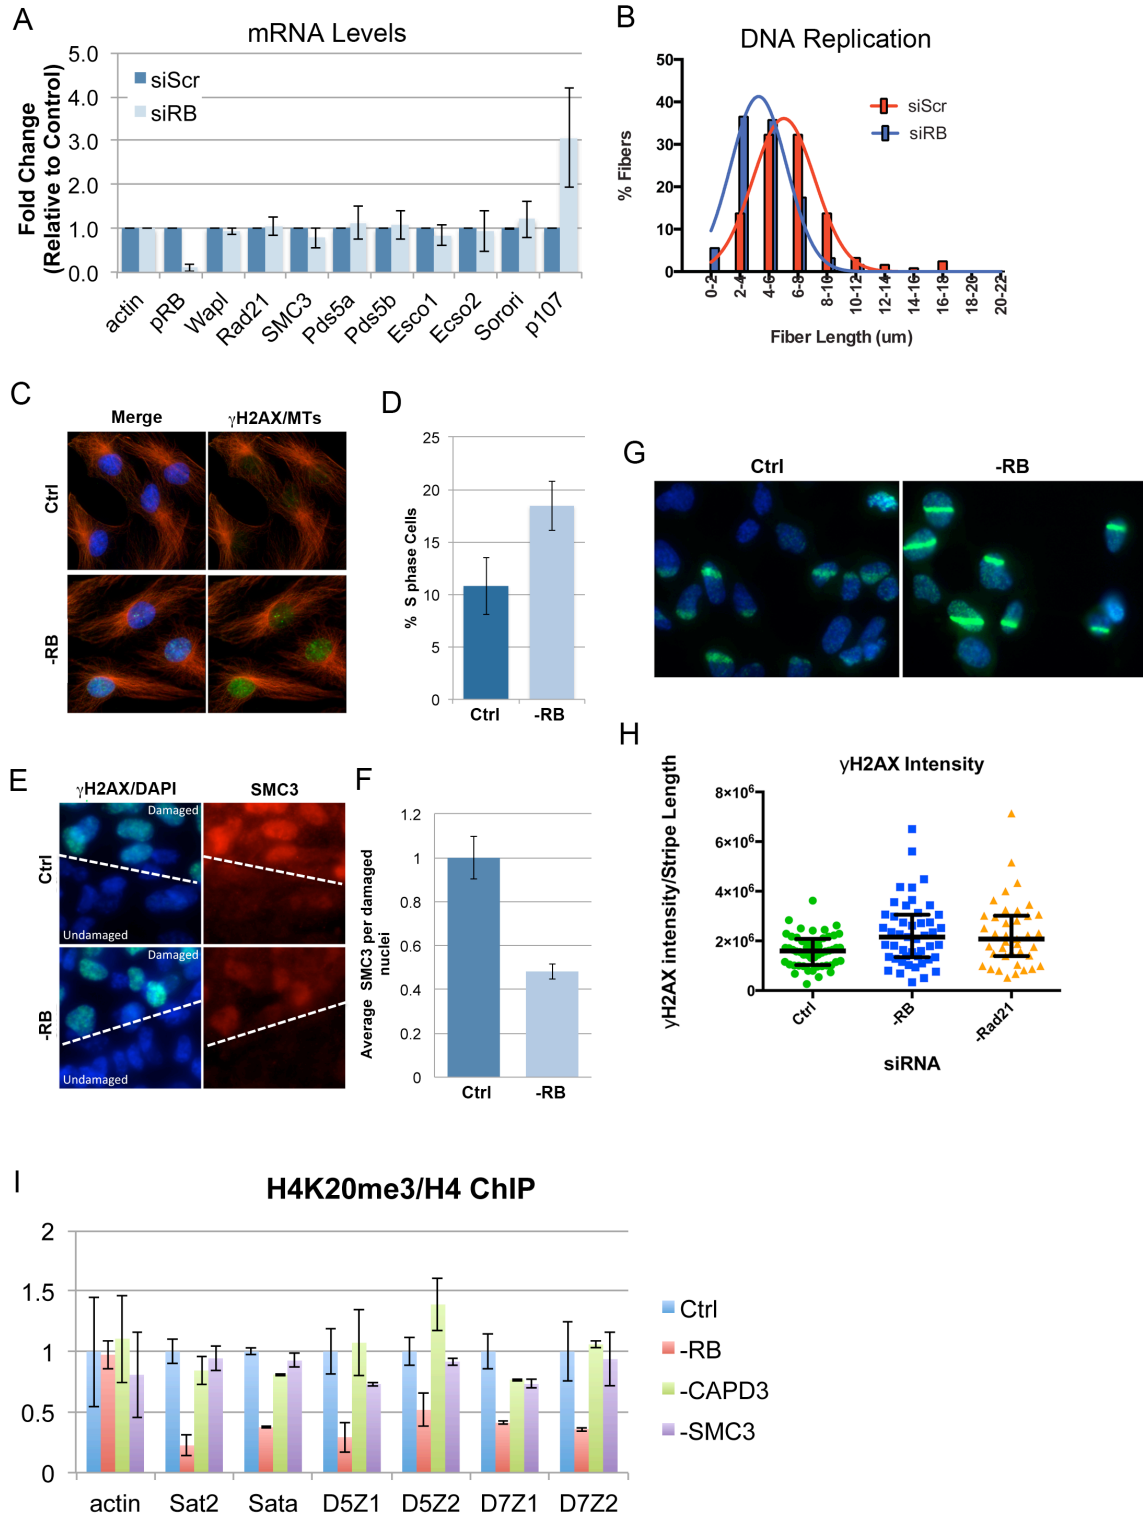 A
mRNA Levels
Fold Change
(Relative to Control)
5.0
4.0
3.0
2.0
1.0
0.0
siScr
siRB
actin
pRB
Wapl
Rad21
SMC3
Pds5a
Pds5b
Esco1
Ecso2
Sorori
p107
B
DNA Replication
% Fibers
50
40
30
20
10
0
siScr
siRB
0-2
2-4
4-6
6-8
8-10
10-12
12-14
14-16
16-18
18-20
20-22
Fiber Length (um)
C
Merge
γH2AX/MTs
Ctrl
-RB
D
% S phase Cells
25
20
15
10
5
0
Ctrl
-RB
G
Ctrl
-RB
E
γH2AX/DAPI
SMC3
Ctrl
Damaged
Undamaged
-RB
Damaged
Undamaged
F
Average SMC3 per damaged
nuclei
1.2
1
0.8
0.6
0.4
0.2
0
Ctrl
-RB
H
γH2AX Intensity
γH2AX intensity/Stripe Length
8×10⁶
6×10⁶
4×10⁶
2×10⁶
0
Ctrl
-RB
-Rad21
siRNA
I
H4K20me3/H4 ChIP
2
1.5
1
0.5
0
actin
Sat2
Sata
D5Z1
D5Z2
D7Z1
D7Z2
Ctrl
-RB
-CAPD3
-SMC3